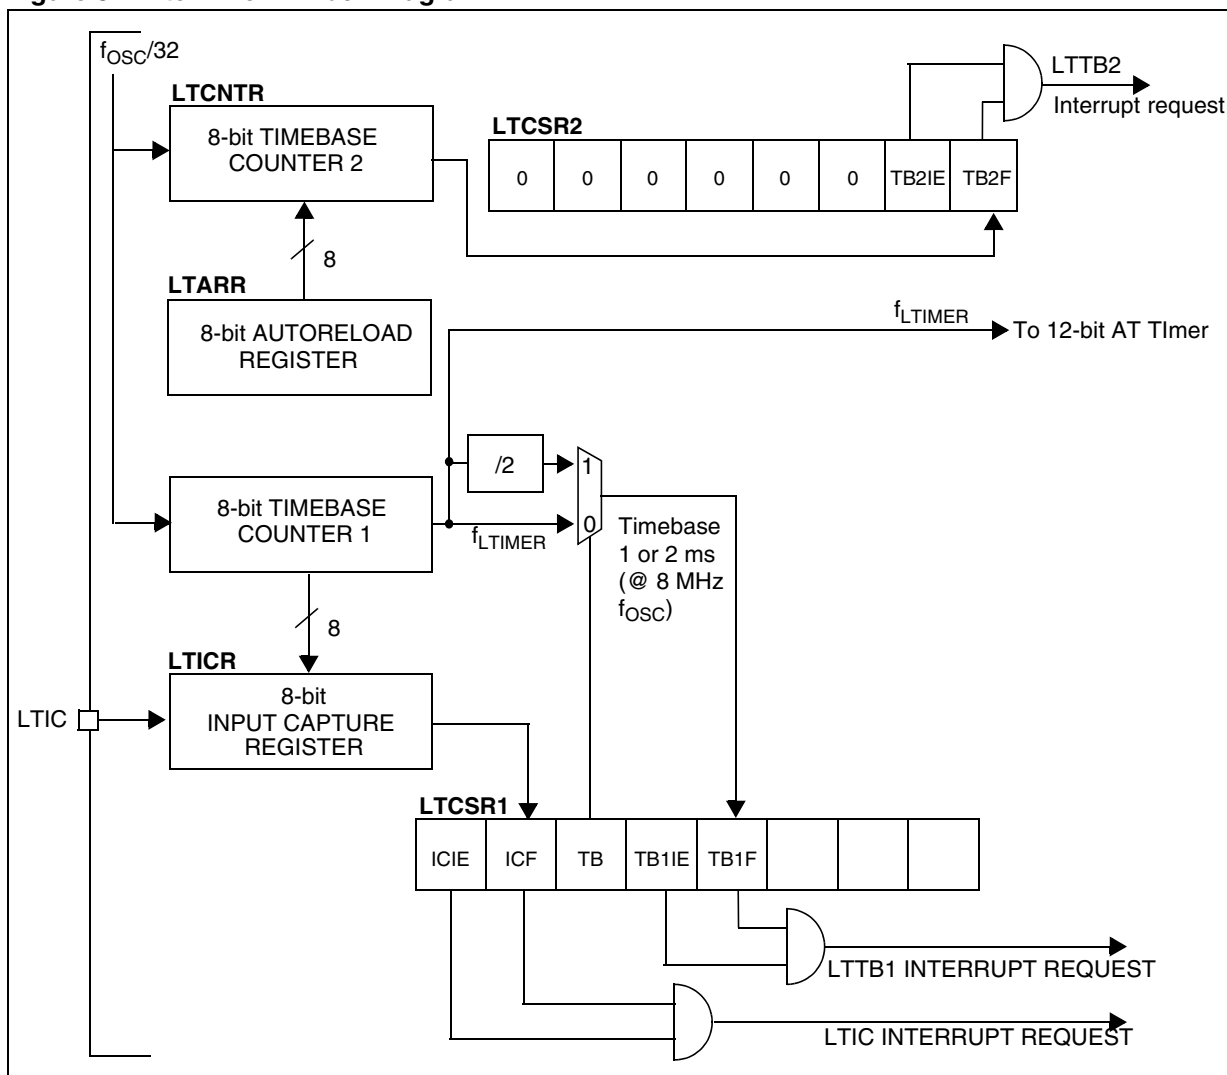 fOSC/32
LTCNTR
8-bit TIMEBASE
COUNTER 2
LTTB2
Interrupt request
LTCSR2
0 0 0 0 0 0 TB2IE TB2F
8
LTARR
8-bit AUTORELOAD
REGISTER
fLTIMER
To 12-bit AT TImer
/2
1
8-bit TIMEBASE
COUNTER 1
fLTIMER
0
Timebase
1 or 2 ms
(@ 8 MHz
fOSC)
8
LTICR
LTIC
8-bit
INPUT CAPTURE
REGISTER
LTCSR1
ICIE ICF TB TB1IE TB1F
LTTB1 INTERRUPT REQUEST
LTIC INTERRUPT REQUEST